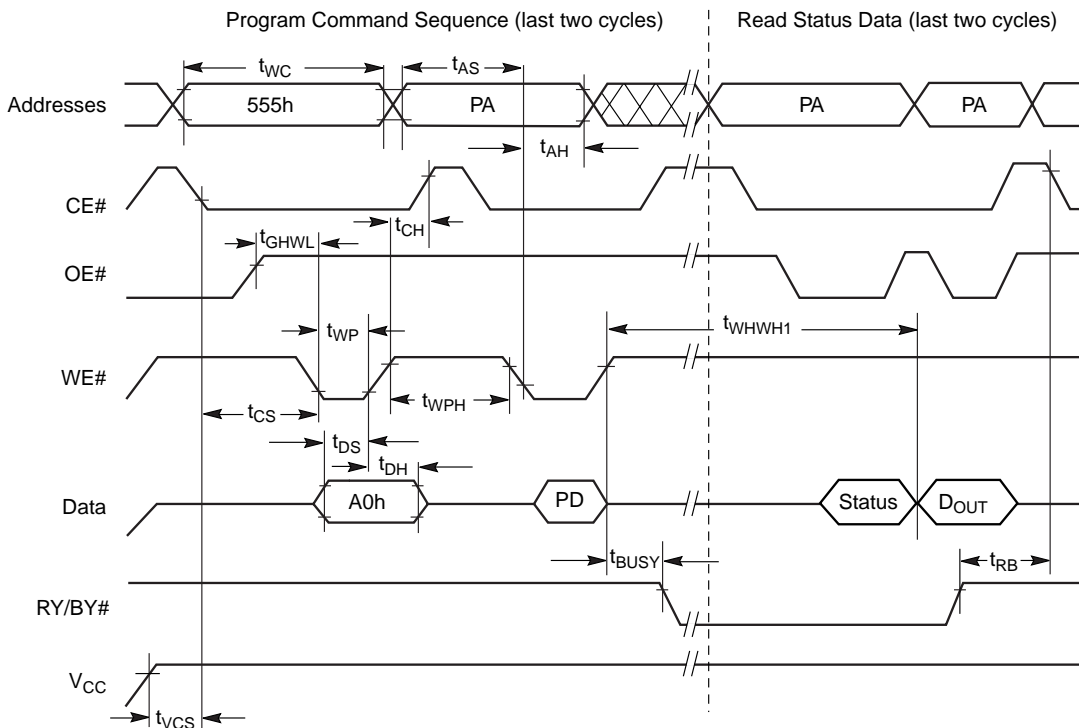 Program Command Sequence (last two cycles)
Read Status Data (last two cycles)
tWC
tAS
Addresses
555h
PA
PA
PA
tAH
CE#
tCH
tGHWL
OE#
tWHWH1
tWP
WE#
tCS
tWPH
tDS
tDH
Data
A0h
PD
Status
DOUT
tBUSY
tRB
RY/BY#
VCC
tVCS